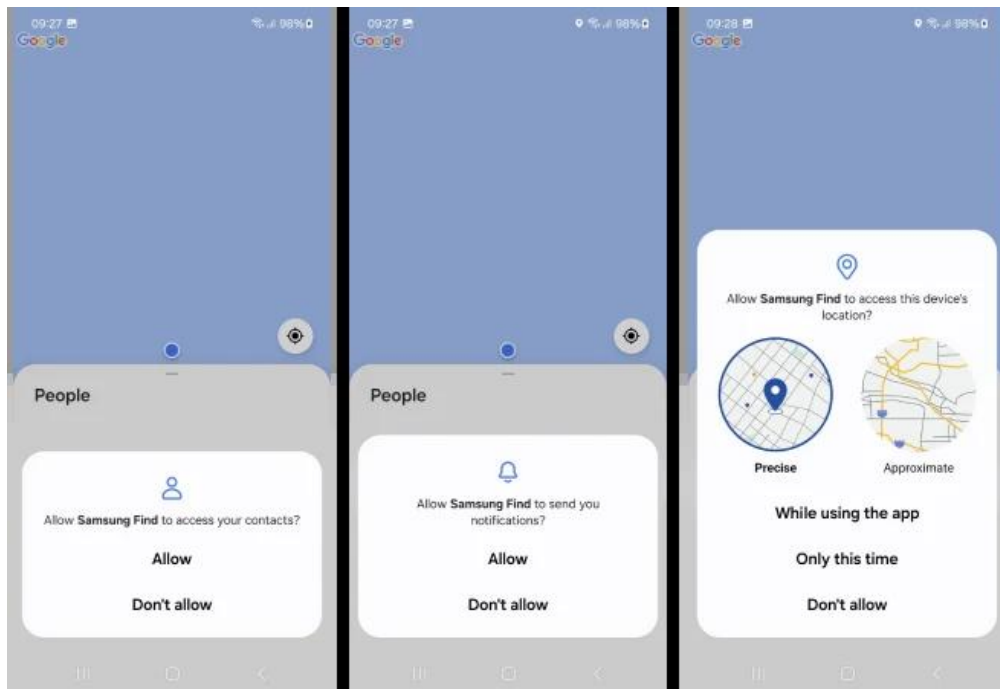 09:27
98%
Google
People
Allow Samsung Find to access your contacts?
Allow
Don't allow
09:27
98%
Google
People
Allow Samsung Find to send you
notifications?
Allow
Don't allow
09:28
98%
Google
Allow Samsung Find to access this device's
location?
Precise
Approximate
While using the app
Only this time
Don't allow